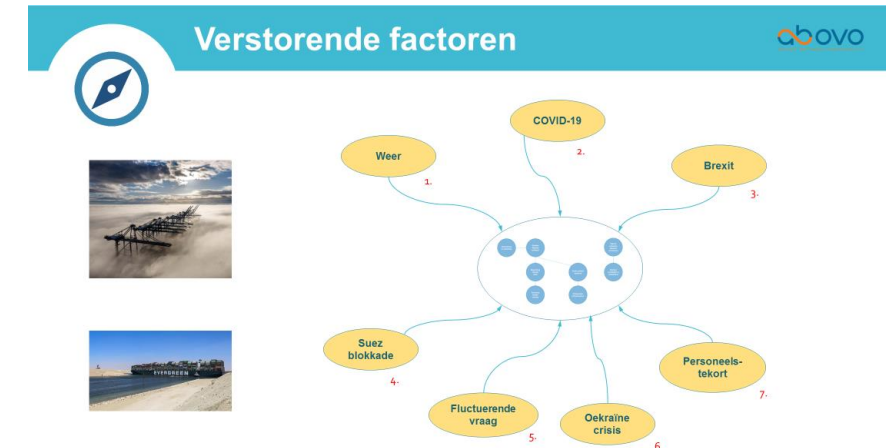 Verstorende factoren
abovo
COVID-19
2.
Weer
1.
Brexit
3.
EVERGREEN
Suez
blokkade
4.
Personeels-
tekort
7.
Fluctuerende
vraag
5.
Oekraïne
crisis
6.